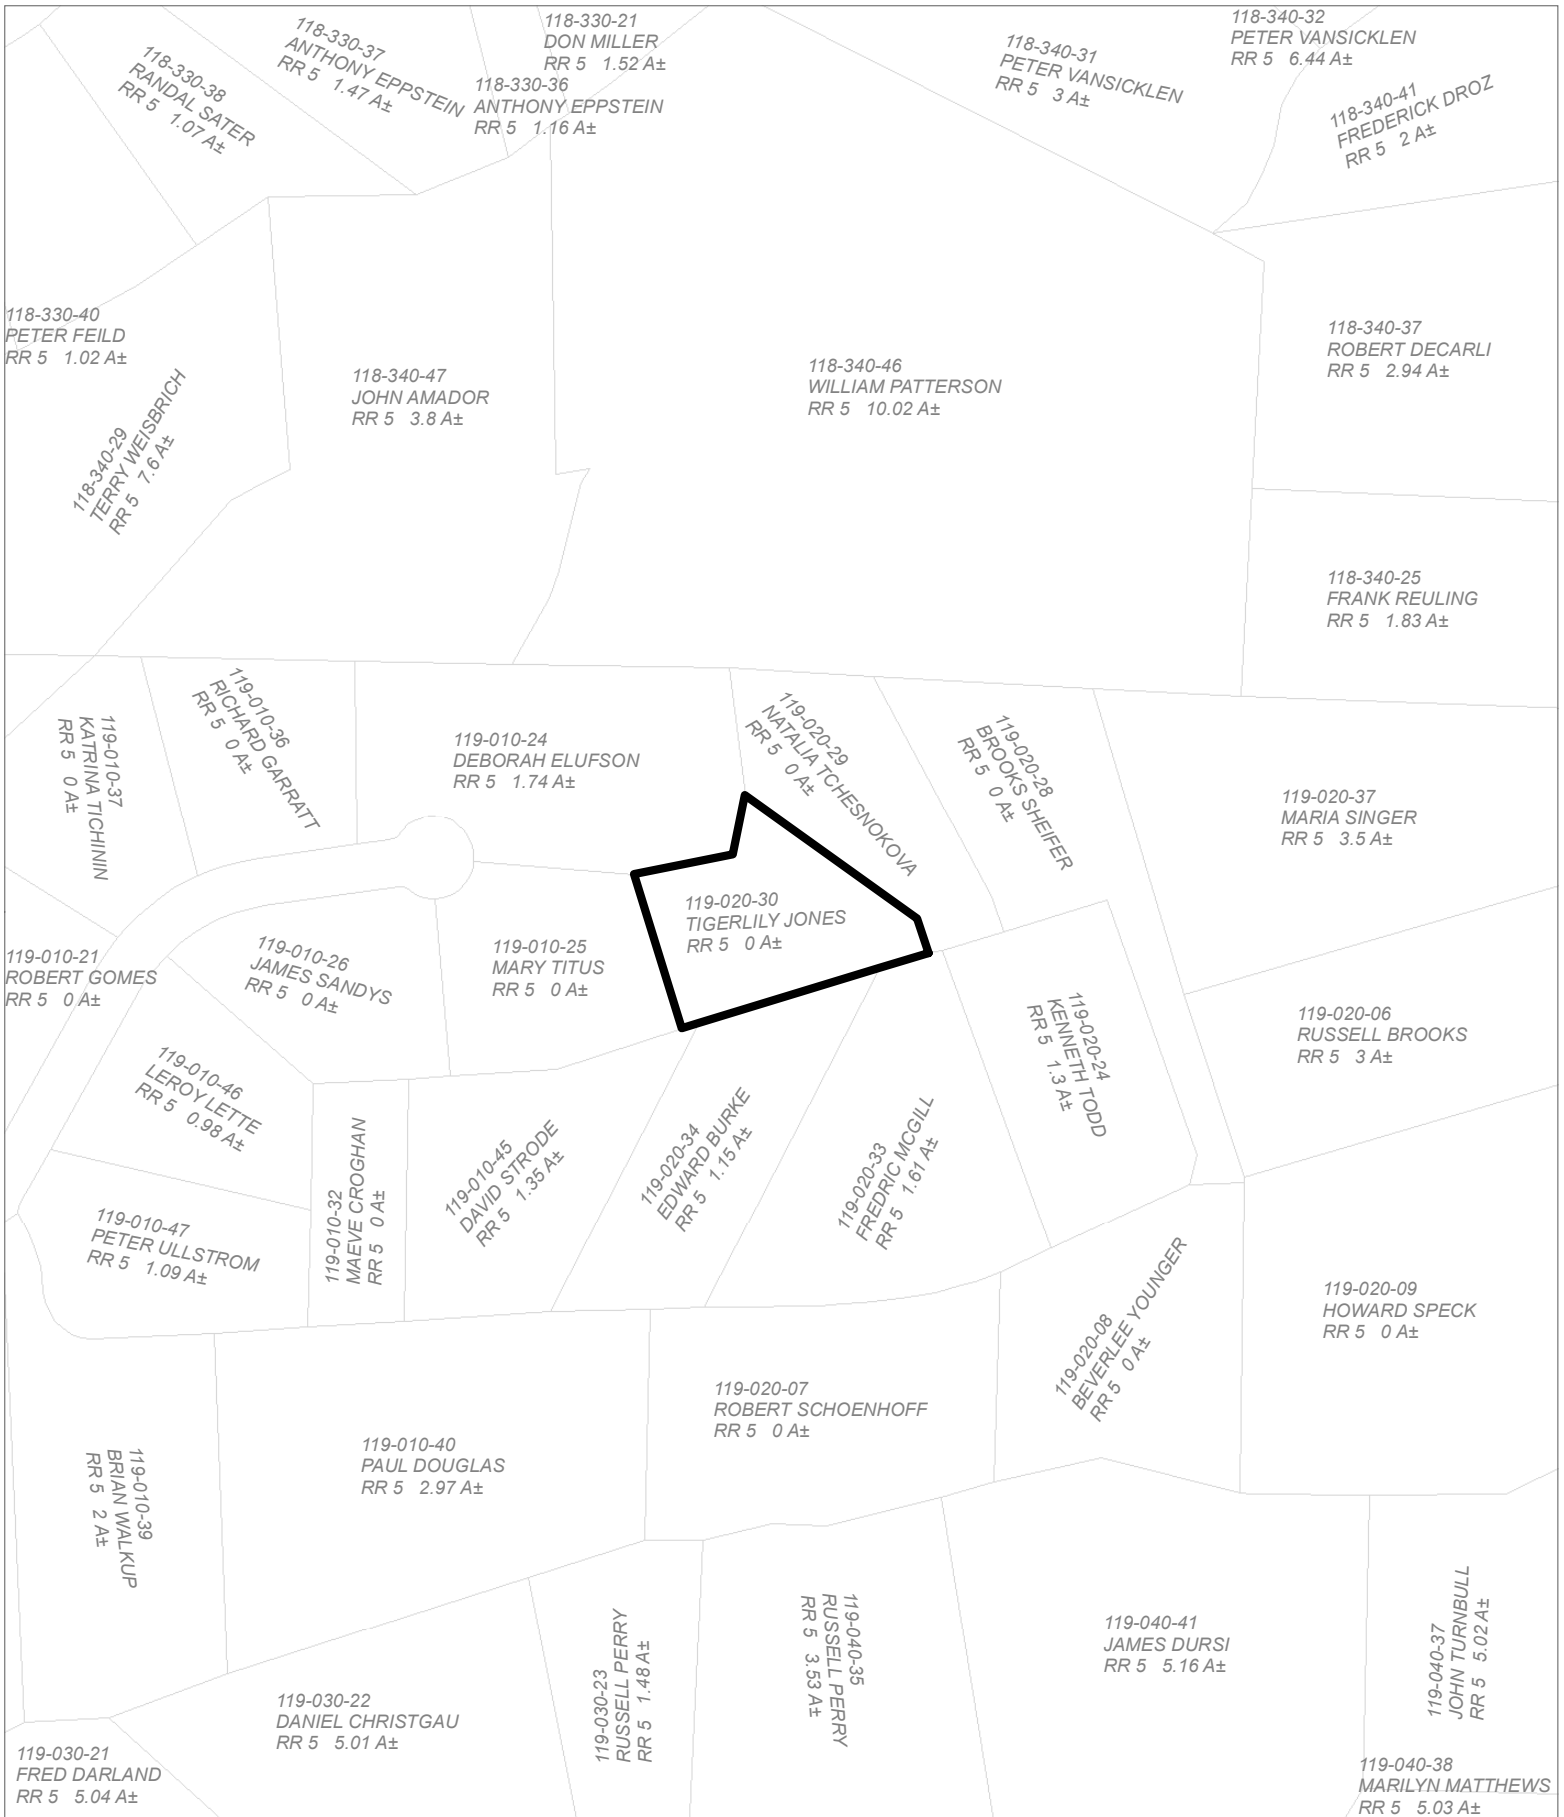 118-330-38
RANDAL SATER
RR 5 1.07 A±
118-330-37
ANTHONY EPPSTEIN
RR 5 1.47 A±
118-330-21
DON MILLER
RR 5 1.52 A±
118-330-36
ANTHONY EPPSTEIN
RR 5 1.16 A±
118-340-31
PETER VANSICKLEN
RR 5 3 A±
118-340-32
PETER VANSICKLEN
RR 5 6.44 A±
118-340-41
FREDERICK DROZ
RR 5 2 A±
118-330-40
PETER FEILD
RR 5 1.02 A±
118-340-29
TERRY WEISBRICH
RR 5 7.6 A±
118-340-47
JOHN AMADOR
RR 5 3.8 A±
118-340-46
WILLIAM PATTERSON
RR 5 10.02 A±
118-340-37
ROBERT DECARLI
RR 5 2.94 A±
118-340-25
FRANK REULING
RR 5 1.83 A±
119-010-37
KATRINA TICHININ
RR 5 0 A±
119-010-36
RICHARD GARRATT
RR 5 0 A±
119-010-24
DEBORAH ELUFSON
RR 5 1.74 A±
119-020-29
NATALIA TCHESNOKOVA
RR 5 0 A±
119-020-28
BROOKS SHEIFER
RR 5 0 A±
119-020-37
MARIA SINGER
RR 5 3.5 A±
119-010-21
ROBERT GOMES
RR 5 0 A±
119-010-26
JAMES SANDYS
RR 5 0 A±
119-010-25
MARY TITUS
RR 5 0 A±
119-020-30
TIGERLILY JONES
RR 5 0 A±
119-020-24
KENNETH TODD
RR 5 1.3 A±
119-020-06
RUSSELL BROOKS
RR 5 3 A±
119-010-46
LEROY LETTE
RR 5 0.98 A±
119-010-47
PETER ULLSTROM
RR 5 1.09 A±
119-010-32
MAEVE CROGHAN
RR 5 0 A±
119-010-45
DAVID STRODE
RR 5 1.35 A±
119-020-34
EDWARD BURKE
RR 5 1.15 A±
119-020-33
FREDRIC MCGILL
RR 5 1.61 A±
119-020-08
BEVERLEE YOUNGER
RR 5 0 A±
119-020-09
HOWARD SPECK
RR 5 0 A±
119-010-39
BRIAN WALKUP
RR 5 2 A±
119-010-40
PAUL DOUGLAS
RR 5 2.97 A±
119-020-07
ROBERT SCHOENHOFF
RR 5 0 A±
119-030-21
FRED DARLAND
RR 5 5.04 A±
119-030-22
DANIEL CHRISTGAU
RR 5 5.01 A±
119-030-23
RUSSELL PERRY
RR 5 1.48 A±
119-040-35
RUSSELL PERRY
RR 5 3.53 A±
119-040-41
JAMES DURSI
RR 5 5.16 A±
119-040-37
JOHN TURNBULL
RR 5 5.02 A±
119-040-38
MARILYN MATTHEWS
RR 5 5.03 A±